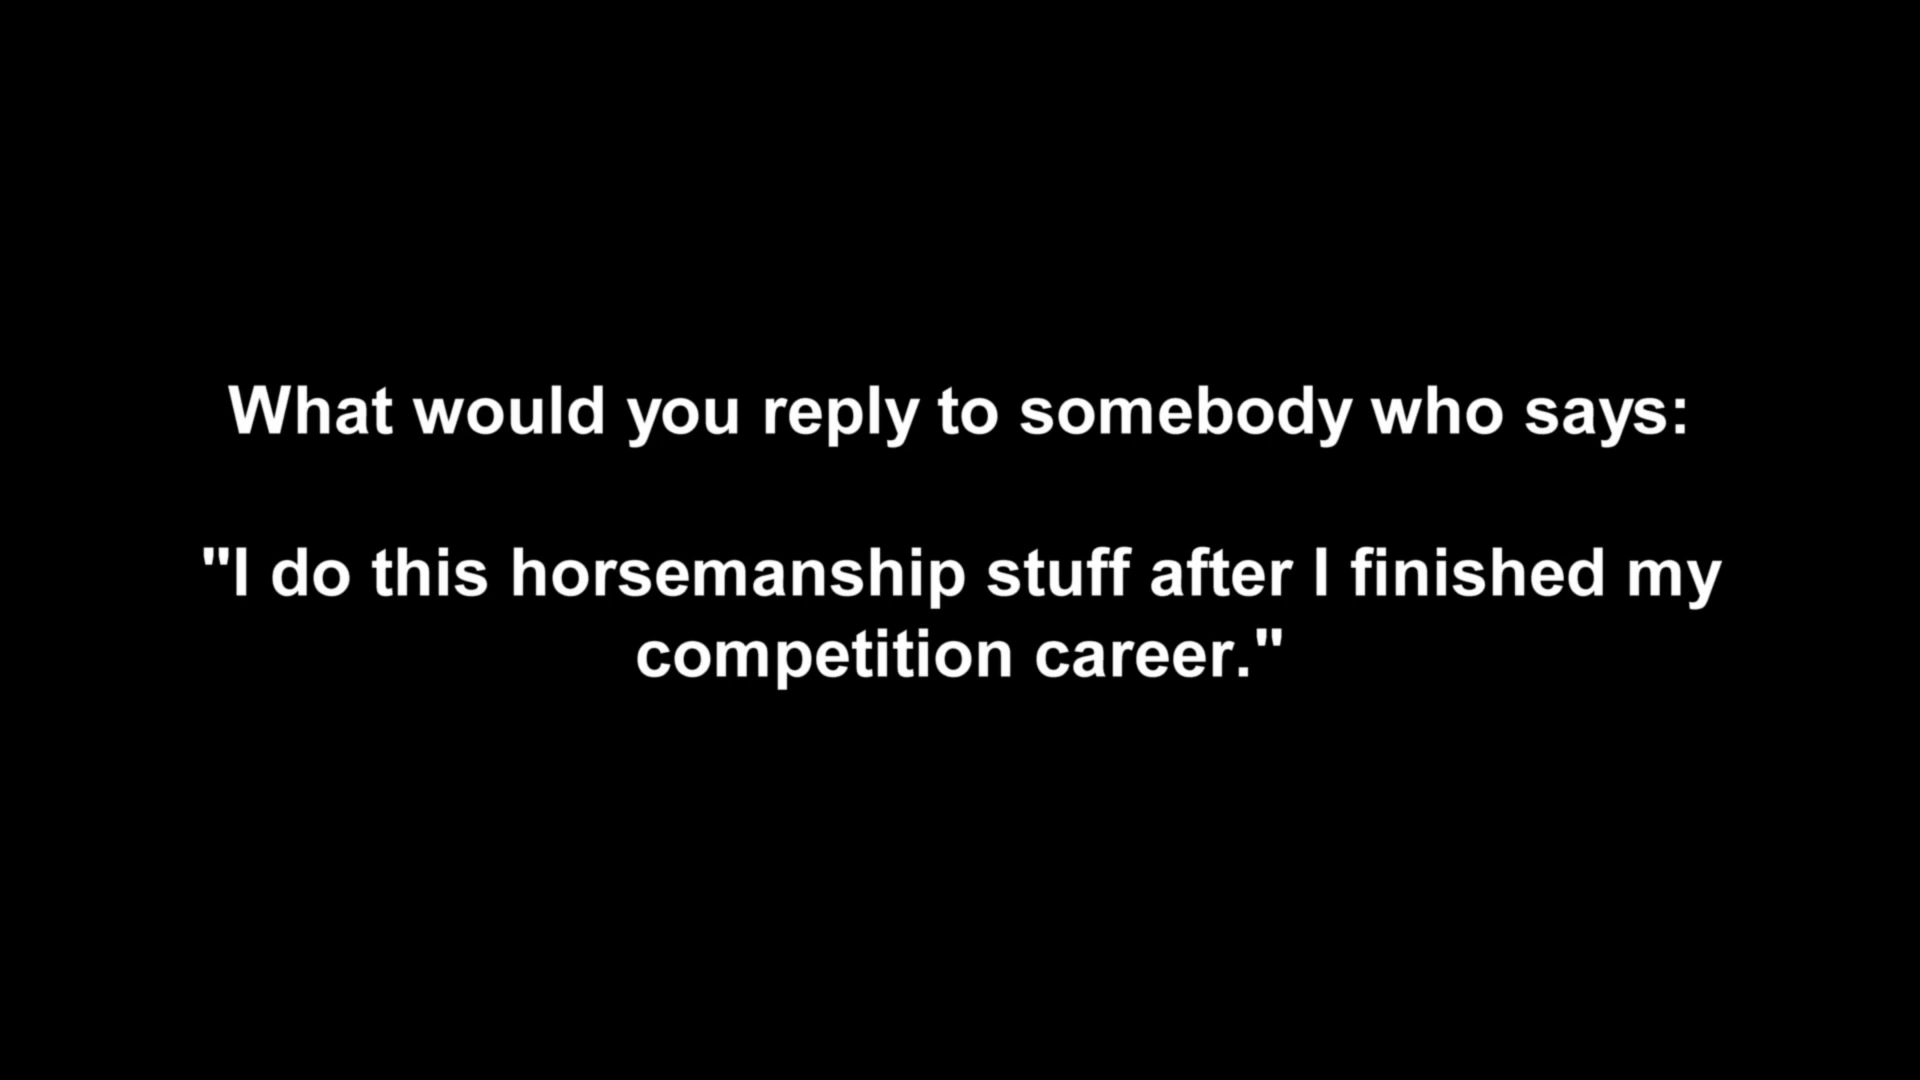 What would you reply to somebody who says:
"I do this horsemanship stuff after I finished my
competition career."